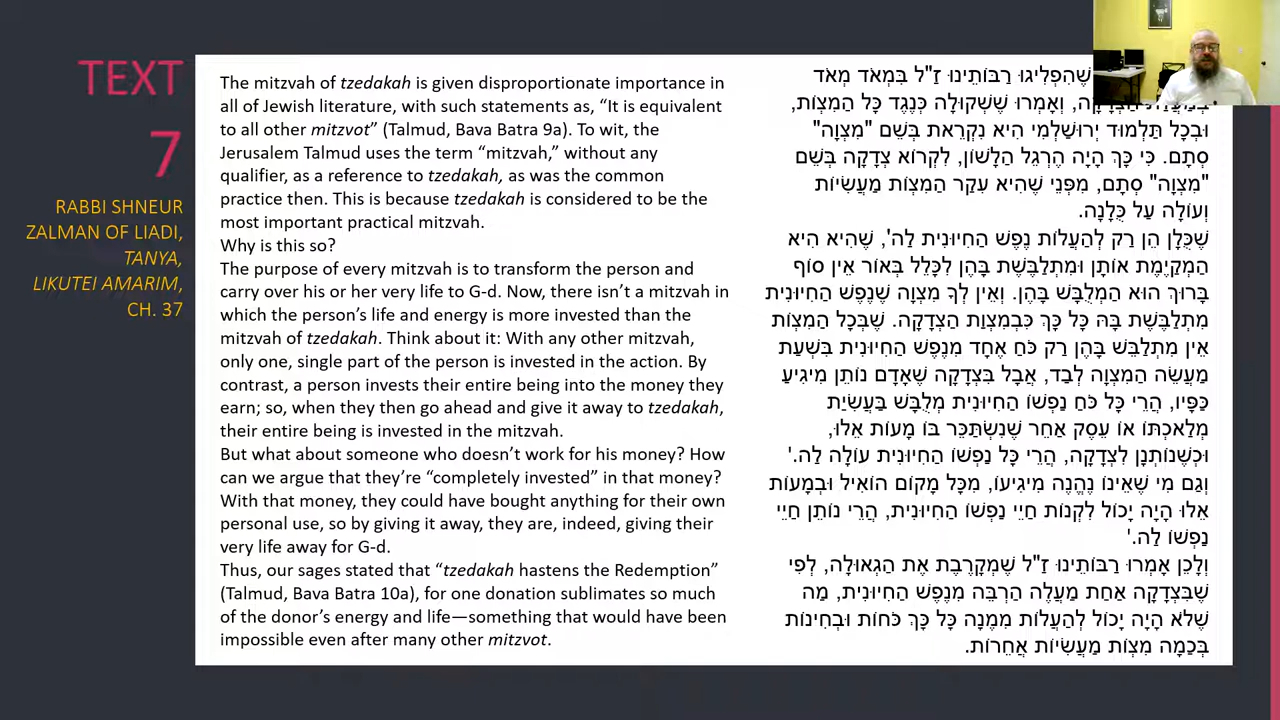 TEXT
7
RABBI SHNEUR
ZALMAN OF LIADI,
TANYA,
LIKUTEI AMARIM,
CH. 37
The mitzvah of tzedakah is given disproportionate importance in
all of Jewish literature, with such statements as, “It is equivalent
to all other mitzvot” (Talmud, Bava Batra 9a). To wit, the
Jerusalem Talmud uses the term “mitzvah,” without any
qualifier, as a reference to tzedakah, as was the common
practice then. This is because tzedakah is considered to be the
most important practical mitzvah.
Why is this so?
The purpose of every mitzvah is to transform the person and
carry over his or her very life to G-d. Now, there isn’t a mitzvah in
which the person’s life and energy is more invested than the
mitzvah of tzedakah. Think about it: With any other mitzvah,
only one, single part of the person is invested in the action. By
contrast, a person invests their entire being into the money they
earn; so, when they then go ahead and give it away to tzedakah,
their entire being is invested in the mitzvah.
But what about someone who doesn’t work for his money? How
can we argue that they’re “completely invested” in that money?
With that money, they could have bought anything for their own
personal use, so by giving it away, they are, indeed, giving their
very life away for G-d.
Thus, our sages stated that “tzedakah hastens the Redemption”
(Talmud, Bava Batra 10a), for one donation sublimates so much
of the donor’s energy and life—something that would have been
impossible even after many other mitzvot.
שֶׁהִפְלִיגוּ רַבּוֹתֵינוּ זַ"ל בִּמְאֹד מְאֹד
הַצְּדָקָה, וְאָמְרוּ שֶׁשְּׁקוּלָה כְּנֶגֶד כָּל הַמִּצְוֹת,
וּבְכָל תַּלְמוּד יְרוּשַׁלְמִי הִיא נִקְרֵאת בְּשֵׁם "מִצְוָה"
סְתָם. כִּי כָּךְ הָיָה הֶרְגֵּל הַלָּשׁוֹן, לִקְרוֹא צְדָקָה בְּשֵׁם
"מִצְוָה" סְתָם, מִפְּנֵי שֶׁהִיא עִקַּר הַמִּצְוֹת מַעֲשִׂיּוֹת
וְעוֹלָה עַל כֻּלָּנָה.
שֶׁכֻּלָּן הֵן רַק לְהַעֲלוֹת נֶפֶשׁ הַחִיּוּנִית לַה', שֶׁהִיא הִיא
הַמְקַיֶּמֶת אוֹתָן וּמִתְלַבֶּשֶׁת בָּהֶן לִכָּלֵל בְּאוֹר אֵין סוֹף
בָּרוּךְ הוּא הַמְלֻבָּשׁ בָּהֶן. וְאֵין לְךָ מִצְוָה שֶׁנֶּפֶשׁ הַחִיּוּנִית
מִתְלַבֶּשֶׁת בָּהּ כָּל כָּךְ כִּבְמִצְוַת הַצְּדָקָה. שֶׁבְּכָל הַמִּצְוֹת
אֵין מִתְלַבֵּשׁ בָּהֶן רַק כֹּחַ אֶחָד מִנֶּפֶשׁ הַחִיּוּנִית בִּשְׁעַת
מַעֲשֵׂה הַמִּצְוָה לְבַד, אֲבָל בִּצְדָקָה שֶׁאָדָם נוֹתֵן מִיגִיעַ
כַּפָּיו, הֲרֵי כָּל כֹּחַ נַפְשׁוֹ הַחִיּוּנִית מְלֻבָּשׁ בַּעֲשִׂיַּת
מְלַאכְתּוֹ אוֹ עֵסֶק אַחֵר שֶׁנִּשְׂתַּכֵּר בּוֹ מָעוֹת אֵלּוּ,
וּכְשֶׁנּוֹתְנָן לִצְדָקָה, הֲרֵי כָּל נַפְשׁוֹ הַחִיּוּנִית עוֹלָה לַה.'
וְגַם מִי שֶׁאֵינוֹ נֶהֱנֶה מִיגִיעוֹ, מִכָּל מָקוֹם הוֹאִיל וּבְמָעוֹת
אֵלּוּ הָיָה יָכוֹל לִקְנוֹת חַיֵּי נַפְשׁוֹ הַחִיּוּנִית, הֲרֵי נוֹתֵן חַיֵּי
נַפְשׁוֹ לַה.'
וְלָכֵן אָמְרוּ רַבּוֹתֵינוּ זַ"ל שֶׁמְּקָרֶבֶת אֶת הַגְּאוּלָּה, לְפִי
שֶׁבִּצְדָקָה אַחַת מַעֲלֶה הַרְבֵּה מִנֶּפֶשׁ הַחִיּוּנִית, מַה
שֶּׁלֹּא הָיָה יָכוֹל לְהַעֲלוֹת מִמֶּנָּה כָּל כָּךְ כֹּחוֹת וּבְחִינוֹת
בְּכַמָּה מִצְוֹת מַעֲשִׂיּוֹת אֲחֵרוֹת.